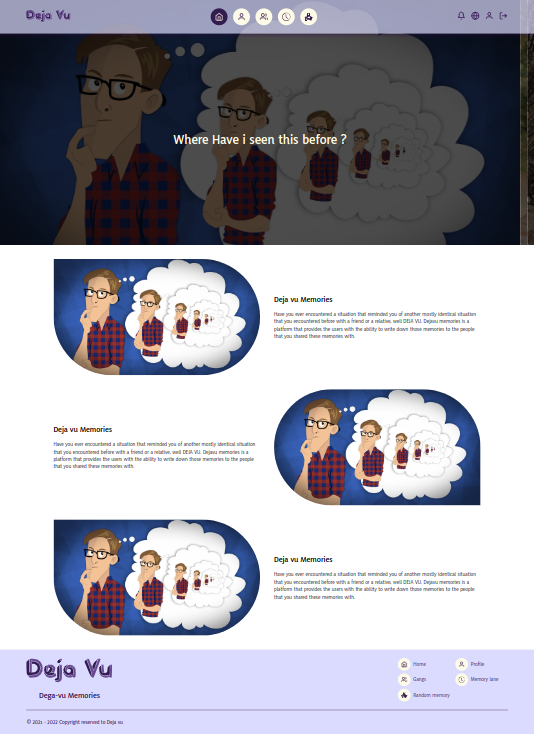 Deja Vu
Where Have i seen this before ?
Deja vu Memories
Have you ever encountered a situation that reminded you of another mostly identical situation
that you encountered before with a friend or a relative, well DEJA VU. Dejavu memories is a
platform that provides the users with the ability to write down those memories to the people
that you shared these memories with.
Deja vu Memories
Have you ever encountered a situation that reminded you of another mostly identical situation
that you encountered before with a friend or a relative, well DEJA VU. Dejavu memories is a
platform that provides the users with the ability to write down those memories to the people
that you shared these memories with.
Deja vu Memories
Have you ever encountered a situation that reminded you of another mostly identical situation
that you encountered before with a friend or a relative, well DEJA VU. Dejavu memories is a
platform that provides the users with the ability to write down those memories to the people
that you shared these memories with.
Deja Vu
Dega-vu Memories
Home
Profile
Gangs
Memory lane
Random memory
© 2021 - 2022 Copyright reserved to Deja vu